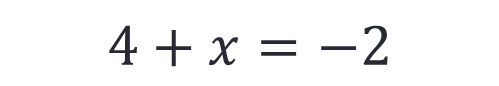 4 + x = −2